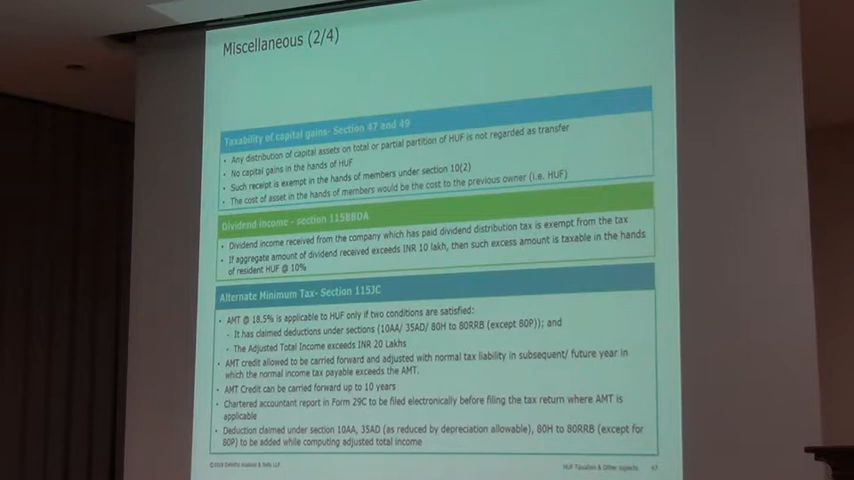 Miscellaneous (2/4)
Taxability of capital gains- Section 47 and 49
• Any distribution of capital assets on total or partial partition of HUF is not regarded as transfer
• No capital gains in the hands of HUF
• Such receipt is exempt in the hands of members under section 10(2)
• The cost of asset in the hands of members would be the cost to the previous owner (i.e. HUF)
Dividend income - section 115BBDA
• Dividend income received from the company which has paid dividend distribution tax is exempt from the tax
• If aggregate amount of dividend received exceeds INR 10 lakh, then such excess amount is taxable in the hands
of resident HUF @ 10%
Alternate Minimum Tax- Section 115JC
• AMT @ 18.5% is applicable to HUF only if two conditions are satisfied:
• It has claimed deductions under sections (10AA/ 35AD/ 80H to 80RRB (except 80P)); and
• The Adjusted Total Income exceeds INR 20 Lakhs
• AMT credit allowed to be carried forward and adjusted with normal tax liability in subsequent/ future year in
which the normal income tax payable exceeds the AMT.
• AMT Credit can be carried forward up to 10 years
• Chartered accountant report in Form 29C to be filed electronically before filing the tax return where AMT is
applicable
• Deduction claimed under section 10AA, 35AD (as reduced by depreciation allowable), 80H to 80RRB (except for
80P) to be added while computing adjusted total income
Deloitte Haskins & Sells LLP
HUF Taxation & Other aspects